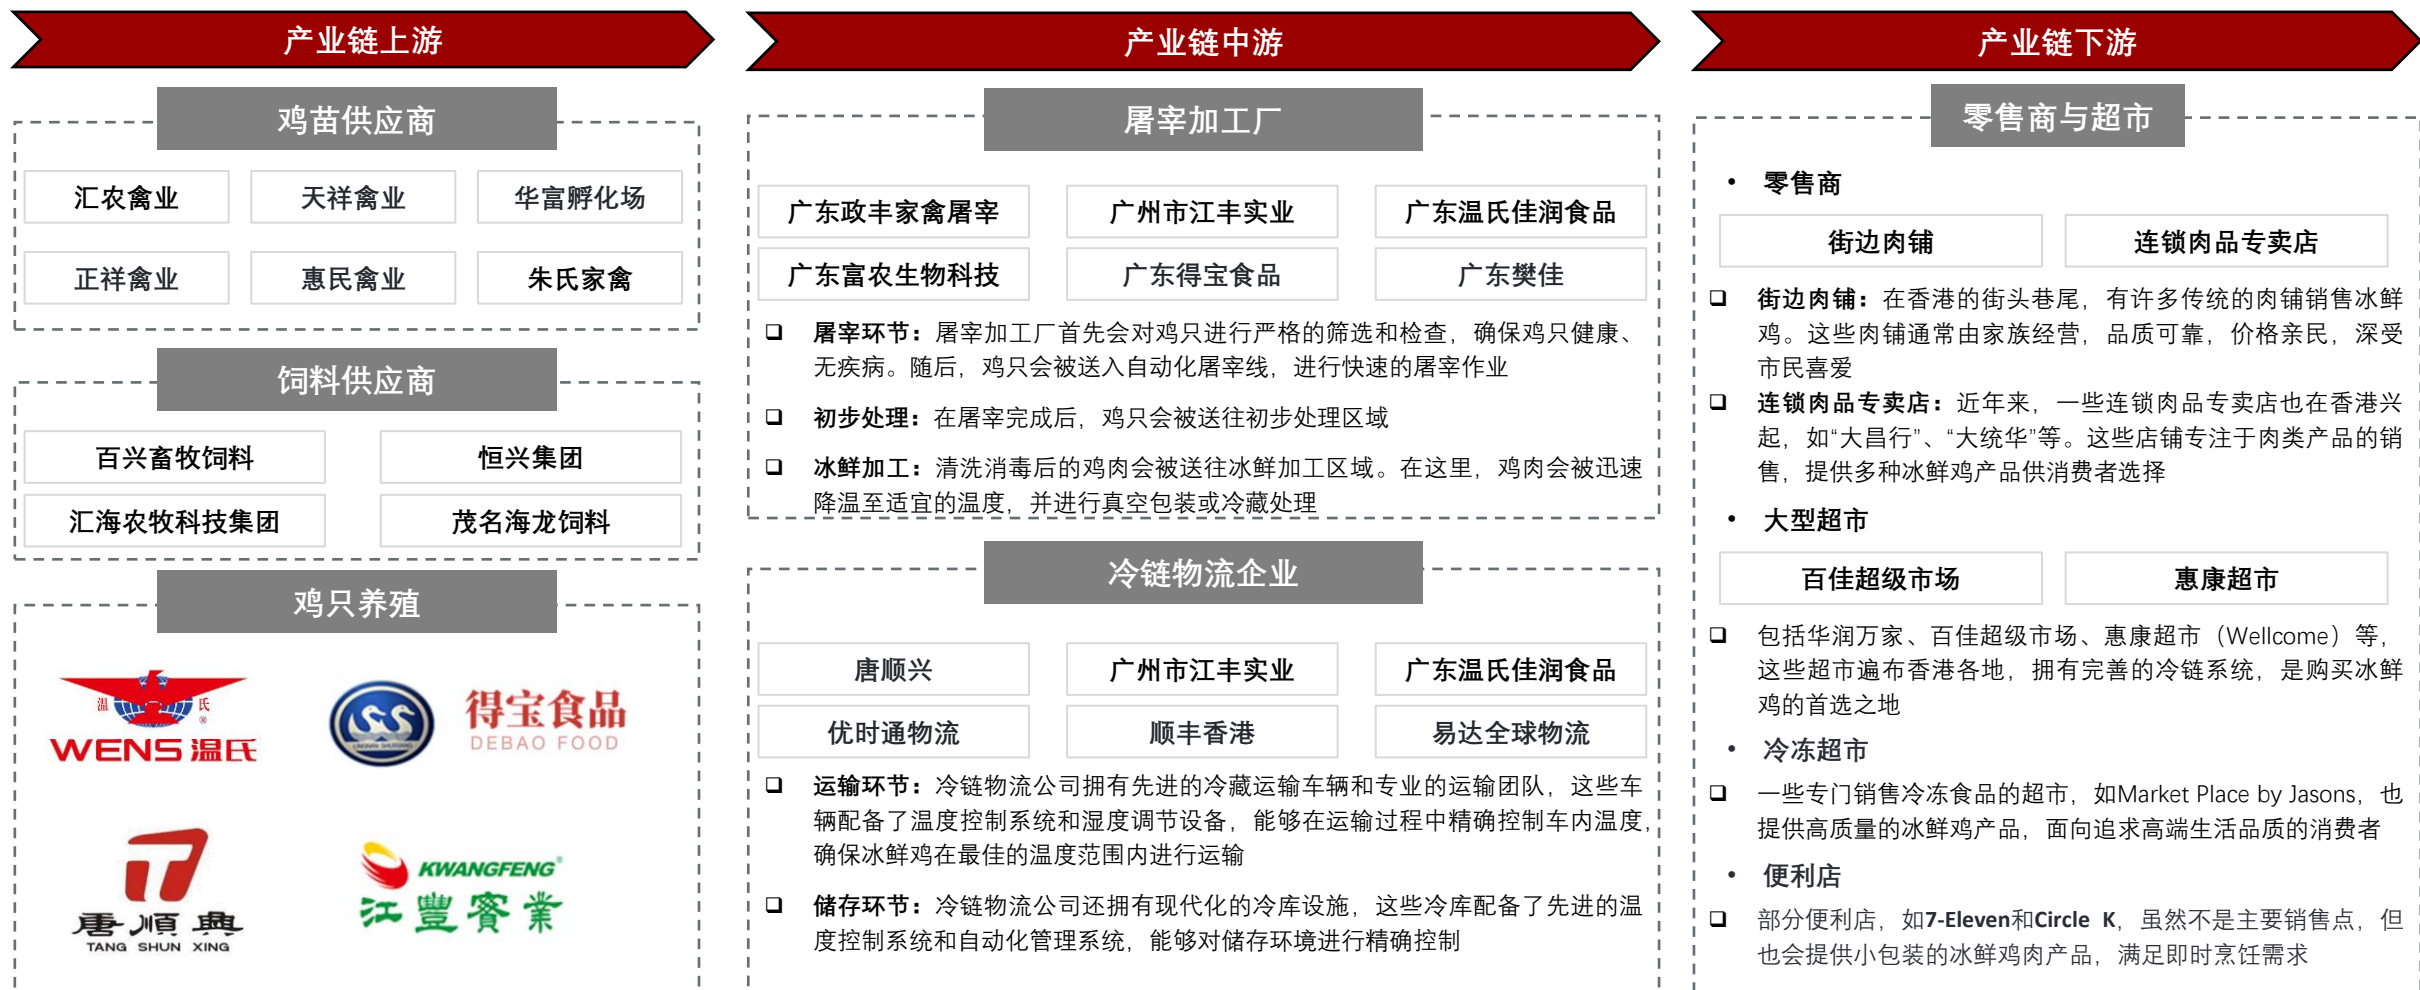 产业链上游
鸡苗供应商
汇农禽业
天祥禽业
华富孵化场
正祥禽业
惠民禽业
朱氏家禽
饲料供应商
百兴畜牧饲料
恒兴集团
汇海农牧科技集团
茂名海龙饲料
鸡只养殖
温 氏
WENS 温氏
得宝食品
DEBAO FOOD
唐順興
TANG SHUN XING
KWANGFENG
江豐實業
产业链中游
屠宰加工厂
广东政丰家禽屠宰
广州市江丰实业
广东温氏佳润食品
广东富农生物科技
广东得宝食品
广东樊佳
屠宰环节：屠宰加工厂首先会对鸡只进行严格的筛选和检查，确保鸡只健康、
无疾病。随后，鸡只会被送入自动化屠宰线，进行快速的屠宰作业
初步处理：在屠宰完成后，鸡只会被送往初步处理区域
冰鲜加工：清洗消毒后的鸡肉会被送往冰鲜加工区域。在这里，鸡肉会被迅速
降温至适宜的温度，并进行真空包装或冷藏处理
冷链物流企业
唐顺兴
广州市江丰实业
广东温氏佳润食品
优时通物流
顺丰香港
易达全球物流
运输环节：冷链物流公司拥有先进的冷藏运输车辆和专业的运输团队，这些车
辆配备了温度控制系统和湿度调节设备，能够在运输过程中精确控制车内温度，
确保冰鲜鸡在最佳的温度范围内进行运输
储存环节：冷链物流公司还拥有现代化的冷库设施，这些冷库配备了先进的温
度控制系统和自动化管理系统，能够对储存环境进行精确控制
产业链下游
零售商与超市
• 零售商
街边肉铺
连锁肉品专卖店
街边肉铺：在香港的街头巷尾，有许多传统的肉铺销售冰鲜
鸡。这些肉铺通常由家族经营，品质可靠，价格亲民，深受
市民喜爱
连锁肉品专卖店：近年来，一些连锁肉品专卖店也在香港兴
起，如“大昌行”、“大统华”等。这些店铺专注于肉类产品的销
售，提供多种冰鲜鸡产品供消费者选择
• 大型超市
百佳超级市场
惠康超市
包括华润万家、百佳超级市场、惠康超市（Wellcome）等，
这些超市遍布香港各地，拥有完善的冷链系统，是购买冰鲜
鸡的首选之地
• 冷冻超市
一些专门销售冷冻食品的超市，如Market Place by Jasons，也
提供高质量的冰鲜鸡产品，面向追求高端生活品质的消费者
• 便利店
部分便利店，如7-Eleven和Circle K，虽然不是主要销售点，但
也会提供小包装的冰鲜鸡肉产品，满足即时烹饪需求